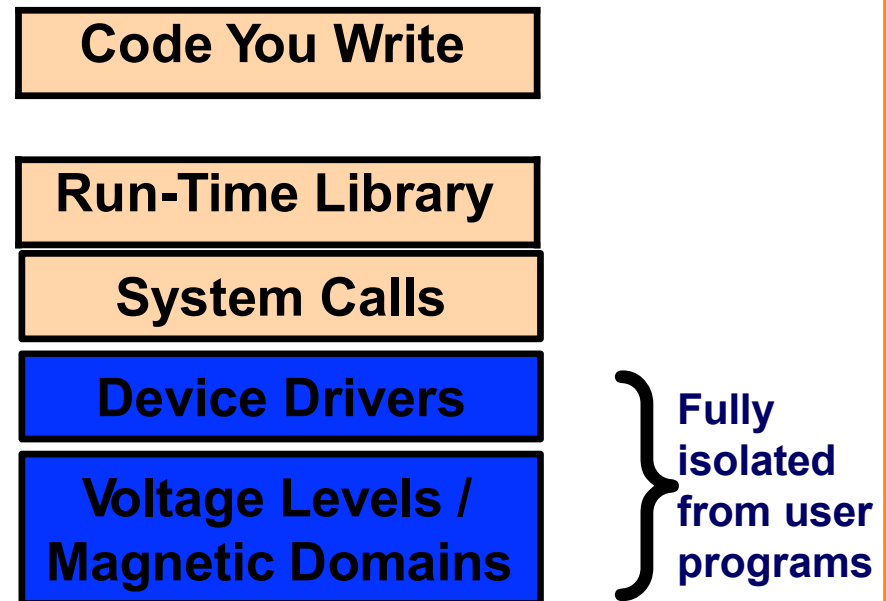 Code You Write
Run-Time Library
System Calls
Device Drivers
Voltage Levels /
Magnetic Domains
Fully
isolated
from user
programs